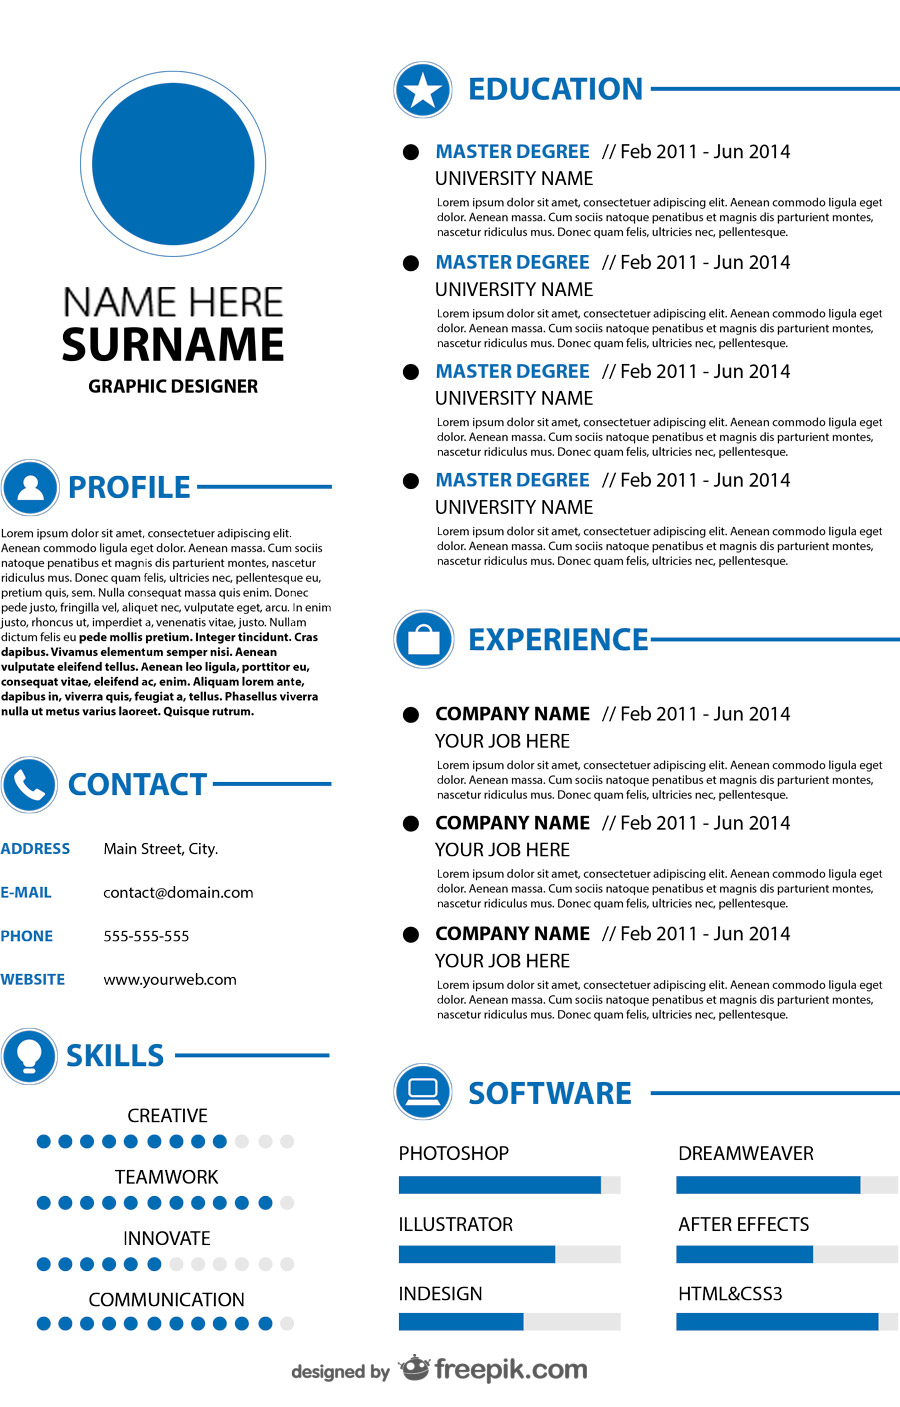 NAME HERE
SURNAME
GRAPHIC DESIGNER
PROFILE
Lorem ipsum dolor sit amet, consectetuer adipiscing elit.
Aenean commodo ligula eget dolor. Aenean massa. Cum sociis
natoque penatibus et magnis dis parturient montes, nascetur
ridiculus mus. Donec quam felis, ultricies nec, pellentesque eu,
pretium quis, sem. Nulla consequat massa quis enim. Donec
pede justo, fringilla vel, aliquet nec, vulputate eget, arcu. In enim
justo, rhoncus ut, imperdiet a, venenatis vitae, justo. Nullam
dictum felis eu pede mollis pretium. Integer tincidunt. Cras
dapibus. Vivamus elementum semper nisi. Aenean
vulputate eleifend tellus. Aenean leo ligula, porttitor eu,
consequat vitae, eleifend ac, enim. Aliquam lorem ante,
dapibus in, viverra quis, feugiat a, tellus. Phasellus viverra
nulla ut metus varius laoreet. Quisque rutrum.
CONTACT
ADDRESS Main Street, City.
E-MAIL contact@domain.com
PHONE 555-555-555
WEBSITE www.yourweb.com
SKILLS
CREATIVE
TEAMWORK
INNOVATE
COMMUNICATION
EDUCATION
MASTER DEGREE // Feb 2011 - Jun 2014
UNIVERSITY NAME
Lorem ipsum dolor sit amet, consectetuer adipiscing elit. Aenean commodo ligula eget
dolor. Aenean massa. Cum sociis natoque penatibus et magnis dis parturient montes,
nascetur ridiculus mus. Donec quam felis, ultricies nec, pellentesque.
MASTER DEGREE // Feb 2011 - Jun 2014
UNIVERSITY NAME
Lorem ipsum dolor sit amet, consectetuer adipiscing elit. Aenean commodo ligula eget
dolor. Aenean massa. Cum sociis natoque penatibus et magnis dis parturient montes,
nascetur ridiculus mus. Donec quam felis, ultricies nec, pellentesque.
MASTER DEGREE // Feb 2011 - Jun 2014
UNIVERSITY NAME
Lorem ipsum dolor sit amet, consectetuer adipiscing elit. Aenean commodo ligula eget
dolor. Aenean massa. Cum sociis natoque penatibus et magnis dis parturient montes,
nascetur ridiculus mus. Donec quam felis, ultricies nec, pellentesque.
MASTER DEGREE // Feb 2011 - Jun 2014
UNIVERSITY NAME
Lorem ipsum dolor sit amet, consectetuer adipiscing elit. Aenean commodo ligula eget
dolor. Aenean massa. Cum sociis natoque penatibus et magnis dis parturient montes,
nascetur ridiculus mus. Donec quam felis, ultricies nec, pellentesque.
EXPERIENCE
COMPANY NAME // Feb 2011 - Jun 2014
YOUR JOB HERE
Lorem ipsum dolor sit amet, consectetuer adipiscing elit. Aenean commodo ligula eget
dolor. Aenean massa. Cum sociis natoque penatibus et magnis dis parturient montes,
nascetur ridiculus mus. Donec quam felis, ultricies nec, pellentesque.
COMPANY NAME // Feb 2011 - Jun 2014
YOUR JOB HERE
Lorem ipsum dolor sit amet, consectetuer adipiscing elit. Aenean commodo ligula eget
dolor. Aenean massa. Cum sociis natoque penatibus et magnis dis parturient montes,
nascetur ridiculus mus. Donec quam felis, ultricies nec, pellentesque.
COMPANY NAME // Feb 2011 - Jun 2014
YOUR JOB HERE
Lorem ipsum dolor sit amet, consectetuer adipiscing elit. Aenean commodo ligula eget
dolor. Aenean massa. Cum sociis natoque penatibus et magnis dis parturient montes,
nascetur ridiculus mus. Donec quam felis, ultricies nec, pellentesque.
SOFTWARE
PHOTOSHOP DREAMWEAVER
ILLUSTRATOR AFTER EFFECTS
INDESIGN HTML&CSS3
designed by freepik.com